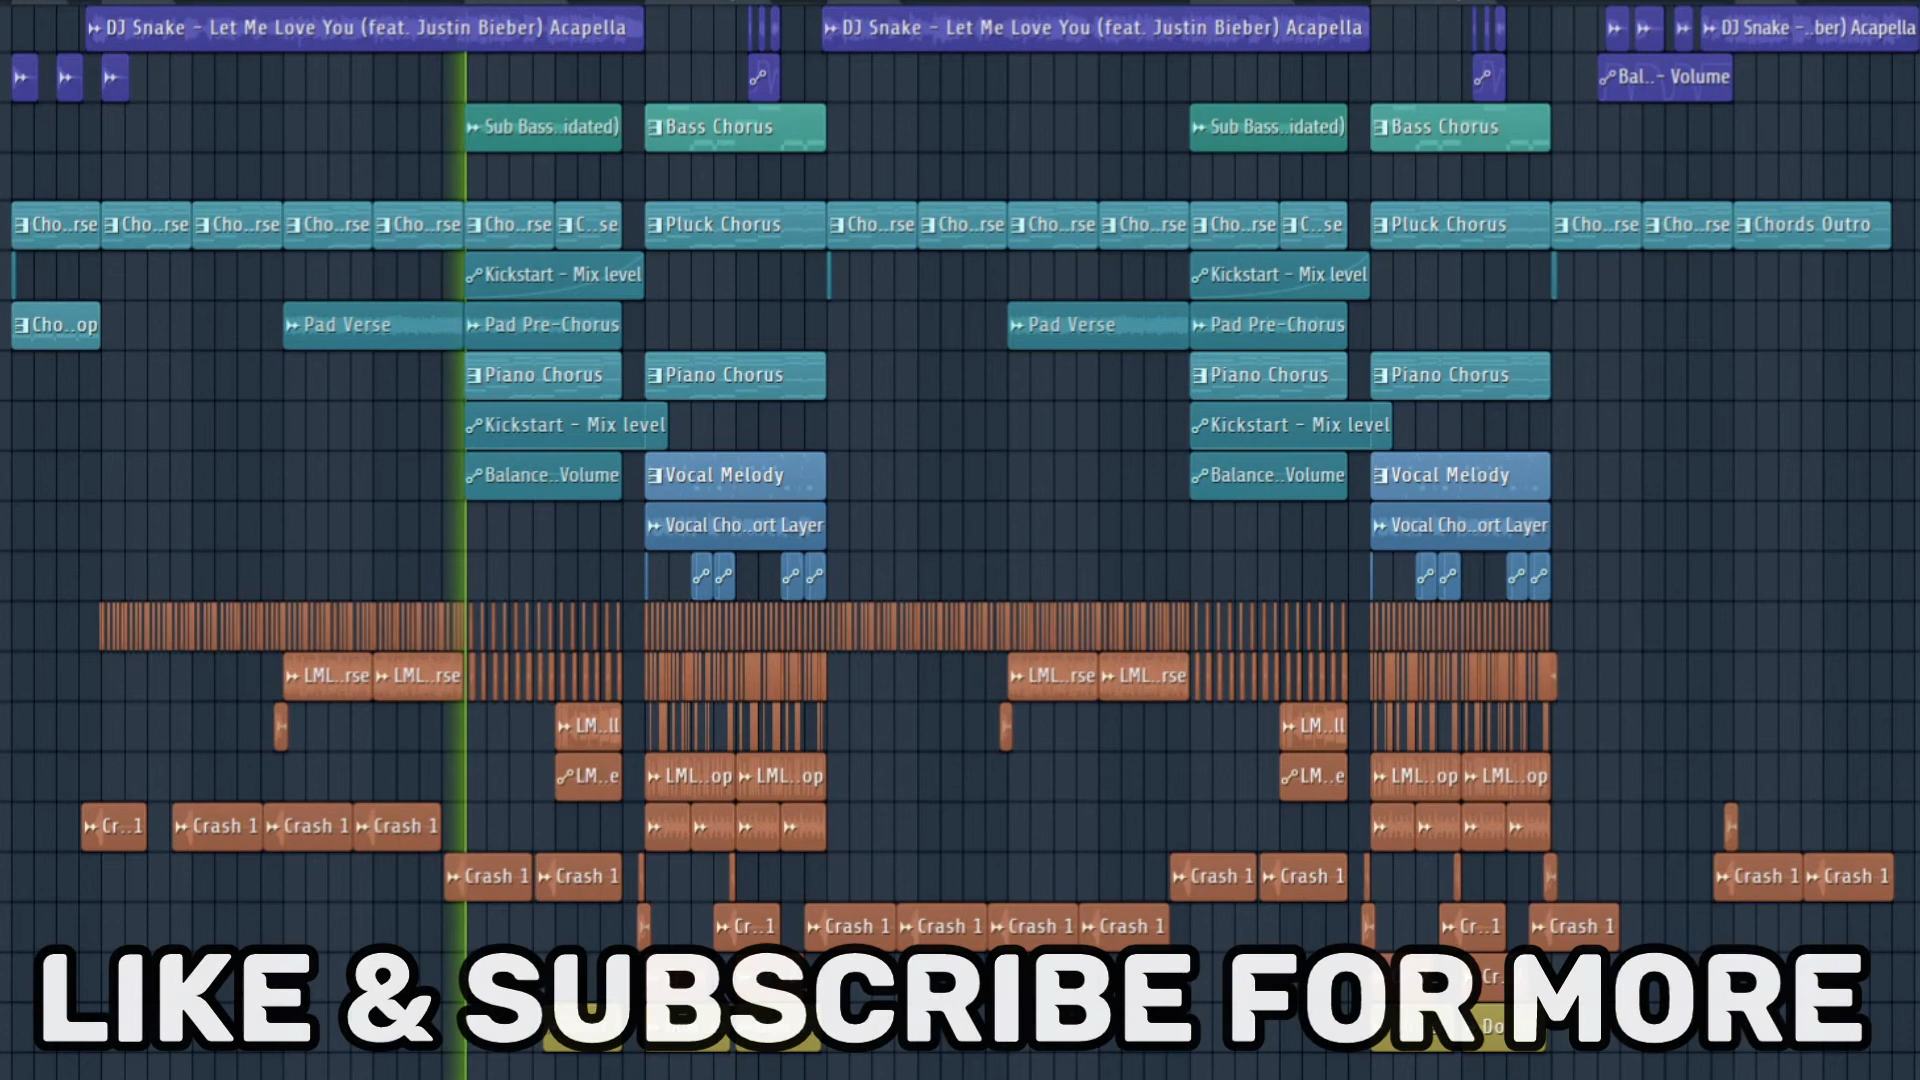 DJ Snake - Let Me Love You (feat. Justin Bieber) Acapella DJ Snake - Let Me Love You (feat. Justin Bieber) Acapella DJ Snake -..ber) Acapella
Bal..- Volume
Sub Bass..idated) Bass Chorus Sub Bass..idated) Bass Chorus
Cho..rse Cho..rse Cho..rse Cho..rse Cho..rse Cho..rse C..se Pluck Chorus Cho..rse Cho..rse Cho..rse Cho..rse Cho..rse C..se Pluck Chorus Cho..rse Cho..rse Chords Outro
Kickstart - Mix level Kickstart - Mix level
Cho..op Pad Verse Pad Pre-Chorus Pad Verse Pad Pre-Chorus
Piano Chorus Piano Chorus Piano Chorus Piano Chorus
Kickstart - Mix level Kickstart - Mix level
Balance..Volume Vocal Melody Balance..Volume Vocal Melody
Vocal Cho..ort Layer Vocal Cho..ort Layer
LML..rse LML..rse LML..rse LML..rse
LM..ll LM..ll
LM..e LML..op LML..op LM..e LML..op LML..op
Cr..1 Crash 1 Crash 1 Crash 1
Crash 1 Crash 1 Crash 1 Crash 1 Crash 1 Crash 1
Cr..1 Crash 1 Crash 1 Crash 1 Crash 1 Cr..1 Crash 1
LIKE & SUBSCRIBE FOR MORE